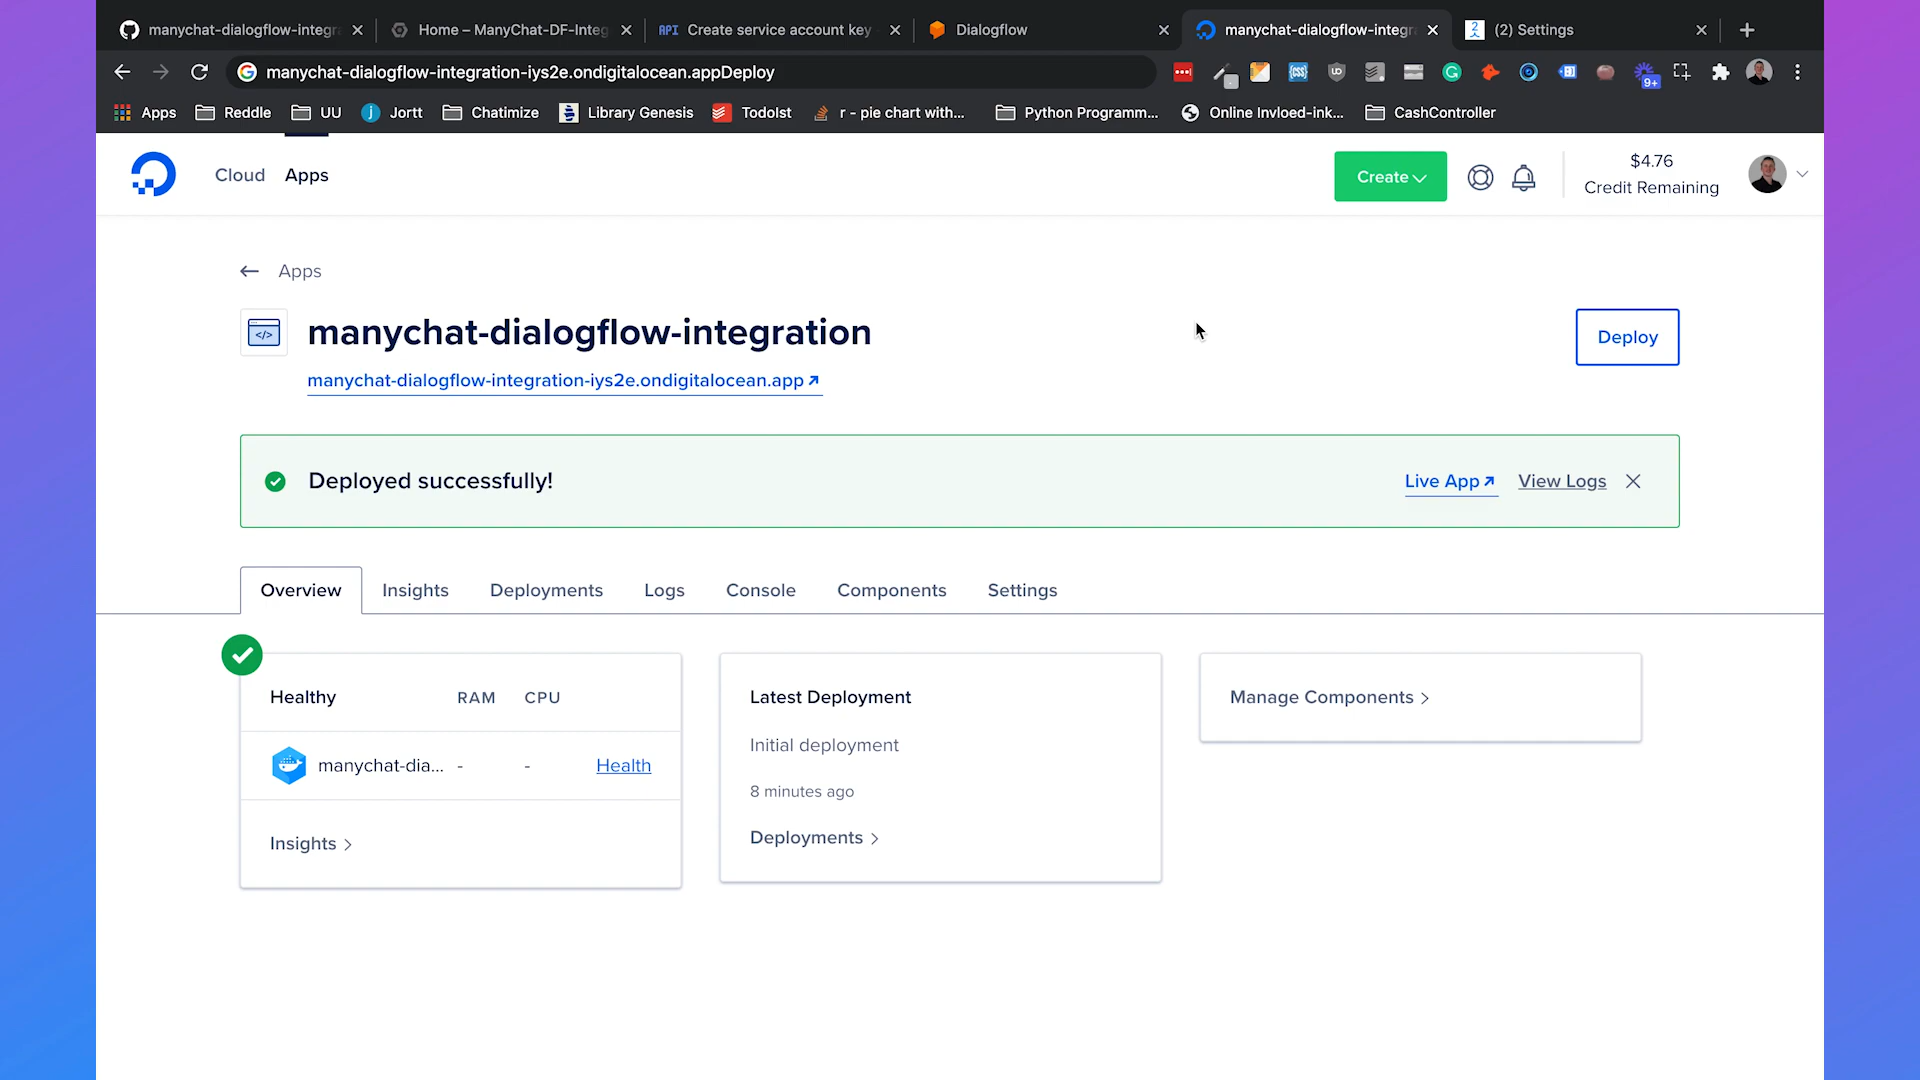 manychat-dialogflow-integra
Home – ManyChat-DF-Integ
API Create service account key
Dialogflow
manychat-dialogflow-integr
(2) Settings
manychat-dialogflow-integration-iys2e.ondigitalocean.appDeploy
9+
Apps
Reddle
UU
Jortt
Chatimize
Library Genesis
TodoIst
r - pie chart with...
Python Programm...
Online Invloed-ink...
CashController
Cloud
Apps
Create
$4.76
Credit Remaining
← Apps
manychat-dialogflow-integration
manychat-dialogflow-integration-iys2e.ondigitalocean.app
Deploy
Deployed successfully!
Live App
View Logs
Overview
Insights
Deployments
Logs
Console
Components
Settings
Healthy
RAM
CPU
manychat-dia...
-
-
Health
Insights >
Latest Deployment
Initial deployment
8 minutes ago
Deployments >
Manage Components >